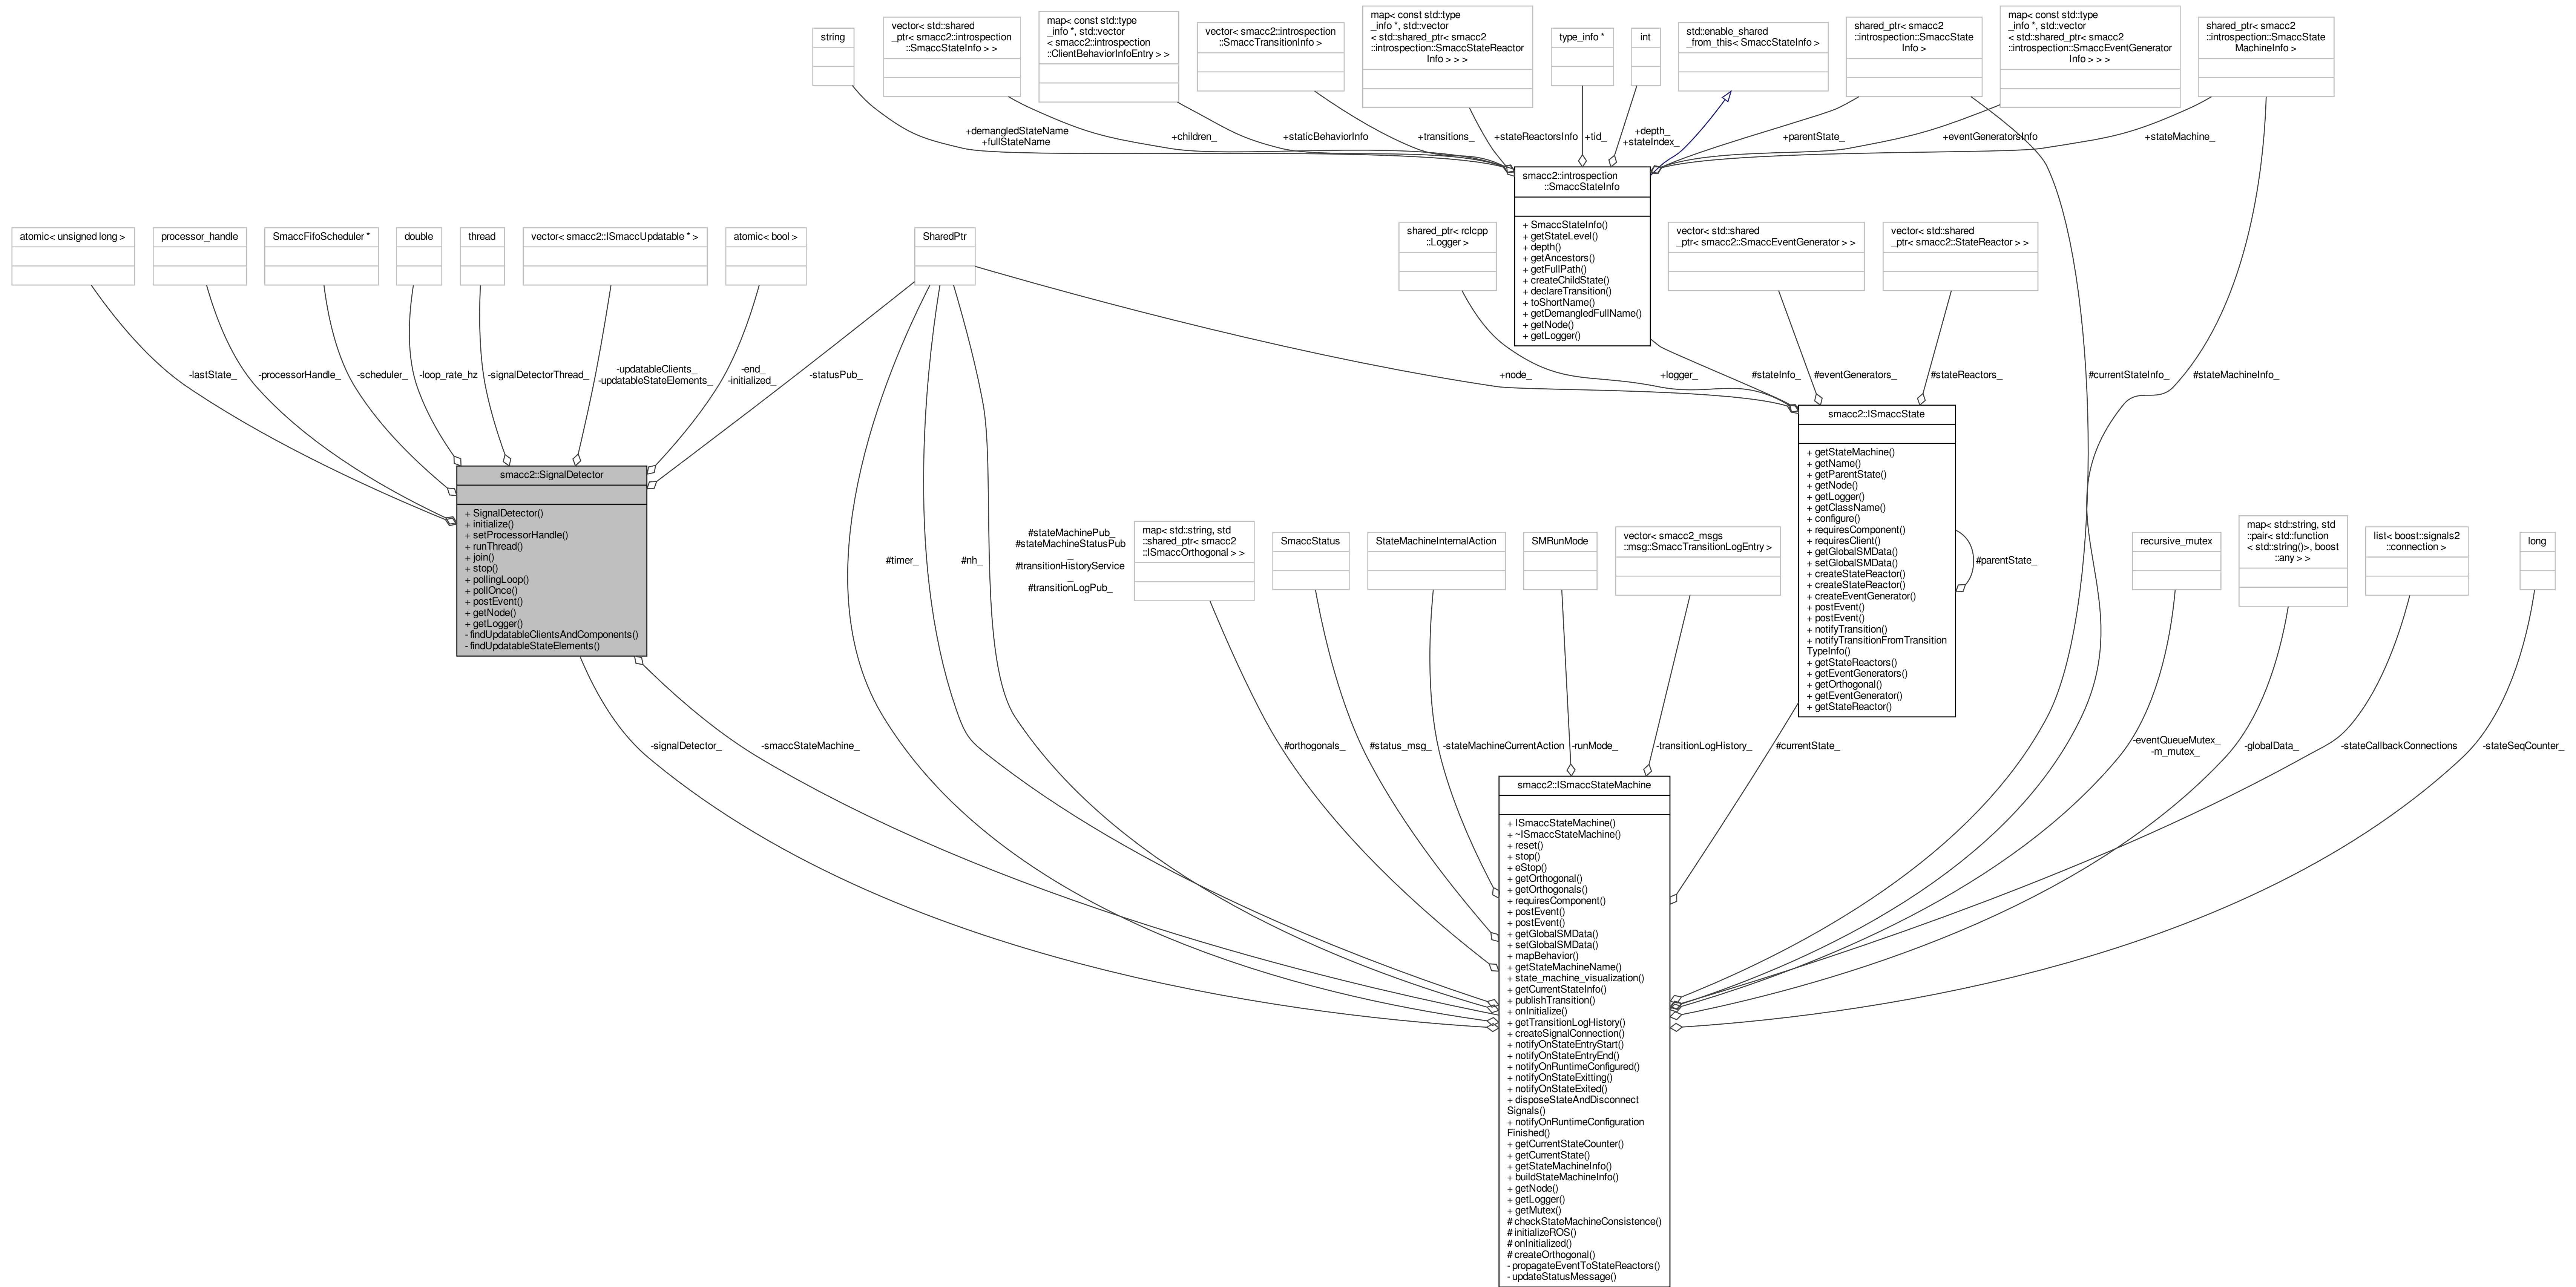 string
vector< std::shared
_ptr< smacc2::introspection
::SmaccStateInfo > >
map< const std::type
_info *, std::vector
< smacc2::introspection
::ClientBehaviorInfoEntry > >
vector< smacc2::introspection
::SmaccTransitionInfo >
map< const std::type
_info *, std::vector
< std::shared_ptr< smacc2
::introspection::SmaccStateReactor
Info > > >
type_info *
int
std::enable_shared
_from_this< SmaccStateInfo >
shared_ptr< smacc2
::introspection::SmaccState
Info >
map< const std::type
_info *, std::vector
< std::shared_ptr< smacc2
::introspection::SmaccEventGenerator
Info > > >
shared_ptr< smacc2
::introspection::SmaccState
MachineInfo >
+demangledStateName
+fullStateName
+children_
+staticBehaviorInfo
+transitions_
+stateReactorsInfo
+tid_
+depth_
+stateIndex_
+parentState_
+eventGeneratorsInfo
+stateMachine_
smacc2::introspection
::SmaccStateInfo
+ SmaccStateInfo()
+ getStateLevel()
+ depth()
+ getAncestors()
+ getFullPath()
+ createChildState()
+ declareTransition()
+ toShortName()
+ getDemangledFullName()
+ getNode()
+ getLogger()
atomic< unsigned long >
processor_handle
SmaccFifoScheduler *
double
thread
vector< smacc2::ISmaccUpdatable * >
atomic< bool >
SharedPtr
shared_ptr< rclcpp
::Logger >
vector< std::shared
_ptr< smacc2::SmaccEventGenerator > >
vector< std::shared
_ptr< smacc2::StateReactor > >
-lastState_
-processorHandle_
-scheduler_
-loop_rate_hz
-signalDetectorThread_
-updatableClients_
-updatableStateElements_
-end_
-initialized_
-statusPub_
+node_
+logger_
#stateInfo_
#eventGenerators_
#stateReactors_
#currentStateInfo_
#stateMachineInfo_
smacc2::SignalDetector
+ SignalDetector()
+ initialize()
+ setProcessorHandle()
+ runThread()
+ join()
+ stop()
+ pollingLoop()
+ pollOnce()
+ postEvent()
+ getNode()
+ getLogger()
- findUpdatableClientsAndComponents()
- findUpdatableStateElements()
smacc2::ISmaccState
+ getStateMachine()
+ getName()
+ getParentState()
+ getNode()
+ getLogger()
+ getClassName()
+ configure()
+ requiresComponent()
+ requiresClient()
+ getGlobalSMData()
+ setGlobalSMData()
+ createStateReactor()
+ createStateReactor()
+ createEventGenerator()
+ postEvent()
+ postEvent()
+ notifyTransition()
+ notifyTransitionFromTransition
TypeInfo()
+ getStateReactors()
+ getEventGenerators()
+ getOrthogonal()
+ getEventGenerator()
+ getStateReactor()
#parentState_
#timer_
#nh_
#stateMachinePub_
#stateMachineStatusPub
_
#transitionHistoryService
_
#transitionLogPub_
map< std::string, std
::shared_ptr< smacc2
::ISmaccOrthogonal > >
SmaccStatus
StateMachineInternalAction
SMRunMode
vector< smacc2_msgs
::msg::SmaccTransitionLogEntry >
recursive_mutex
map< std::string, std
::pair< std::function
< std::string()>, boost
::any > >
list< boost::signals2
::connection >
long
-signalDetector_
-smaccStateMachine_
#orthogonals_
#status_msg_
-stateMachineCurrentAction
-runMode_
-transitionLogHistory_
#currentState_
-eventQueueMutex_
-m_mutex_
-globalData_
-stateCallbackConnections
-stateSeqCounter_
smacc2::ISmaccStateMachine
+ ISmaccStateMachine()
+ ~ISmaccStateMachine()
+ reset()
+ stop()
+ eStop()
+ getOrthogonal()
+ getOrthogonals()
+ requiresComponent()
+ postEvent()
+ postEvent()
+ getGlobalSMData()
+ setGlobalSMData()
+ mapBehavior()
+ getStateMachineName()
+ state_machine_visualization()
+ getCurrentStateInfo()
+ publishTransition()
+ onInitialize()
+ getTransitionLogHistory()
+ createSignalConnection()
+ notifyOnStateEntryStart()
+ notifyOnStateEntryEnd()
+ notifyOnRuntimeConfigured()
+ notifyOnStateExitting()
+ notifyOnStateExited()
+ disposeStateAndDisconnect
Signals()
+ notifyOnRuntimeConfiguration
Finished()
+ getCurrentStateCounter()
+ getCurrentState()
+ getStateMachineInfo()
+ buildStateMachineInfo()
+ getNode()
+ getLogger()
+ getMutex()
# checkStateMachineConsistence()
# initializeROS()
# onInitialized()
# createOrthogonal()
- propagateEventToStateReactors()
- updateStatusMessage()